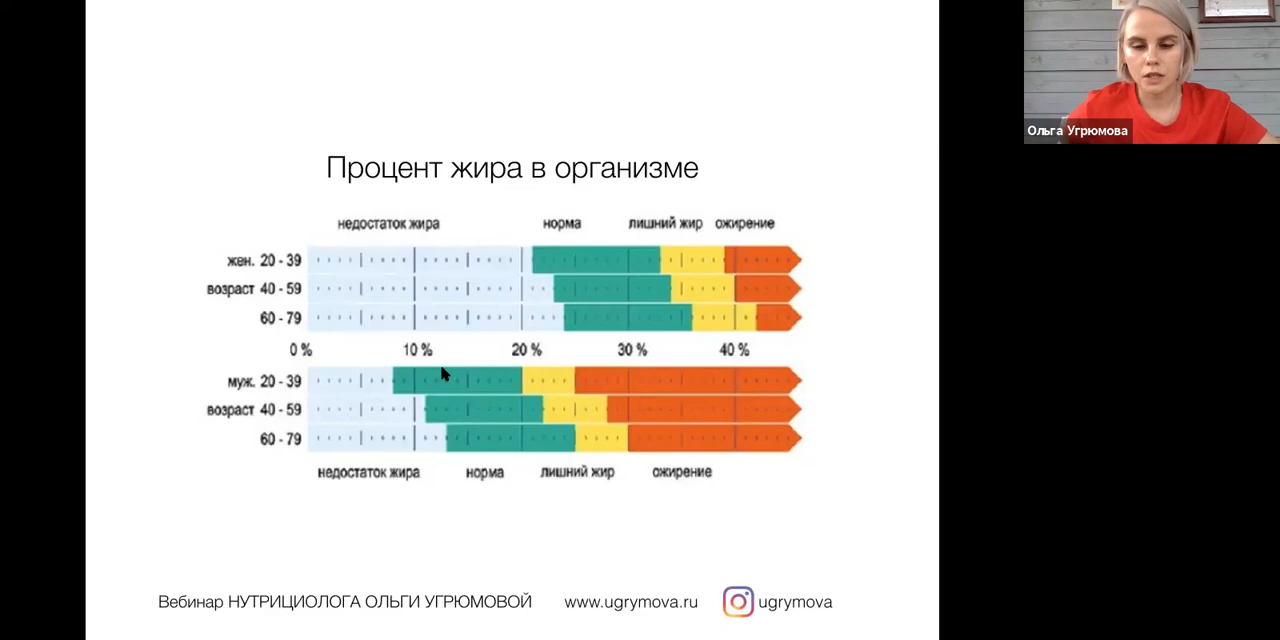 Ольга Угрюмова
Процент жира в организме
недостаток жира норма лишний жир ожирение
жен. 20 - 39
возраст 40 - 59
60 - 79
0 % 10 % 20 % 30 % 40 %
муж. 20 - 39
возраст 40 - 59
60 - 79
недостаток жира норма лишний жир ожирение
Вебинар НУТРИЦИОЛОГА ОЛЬГИ УГРЮМОВОЙ www.ugrymova.ru ugrymova